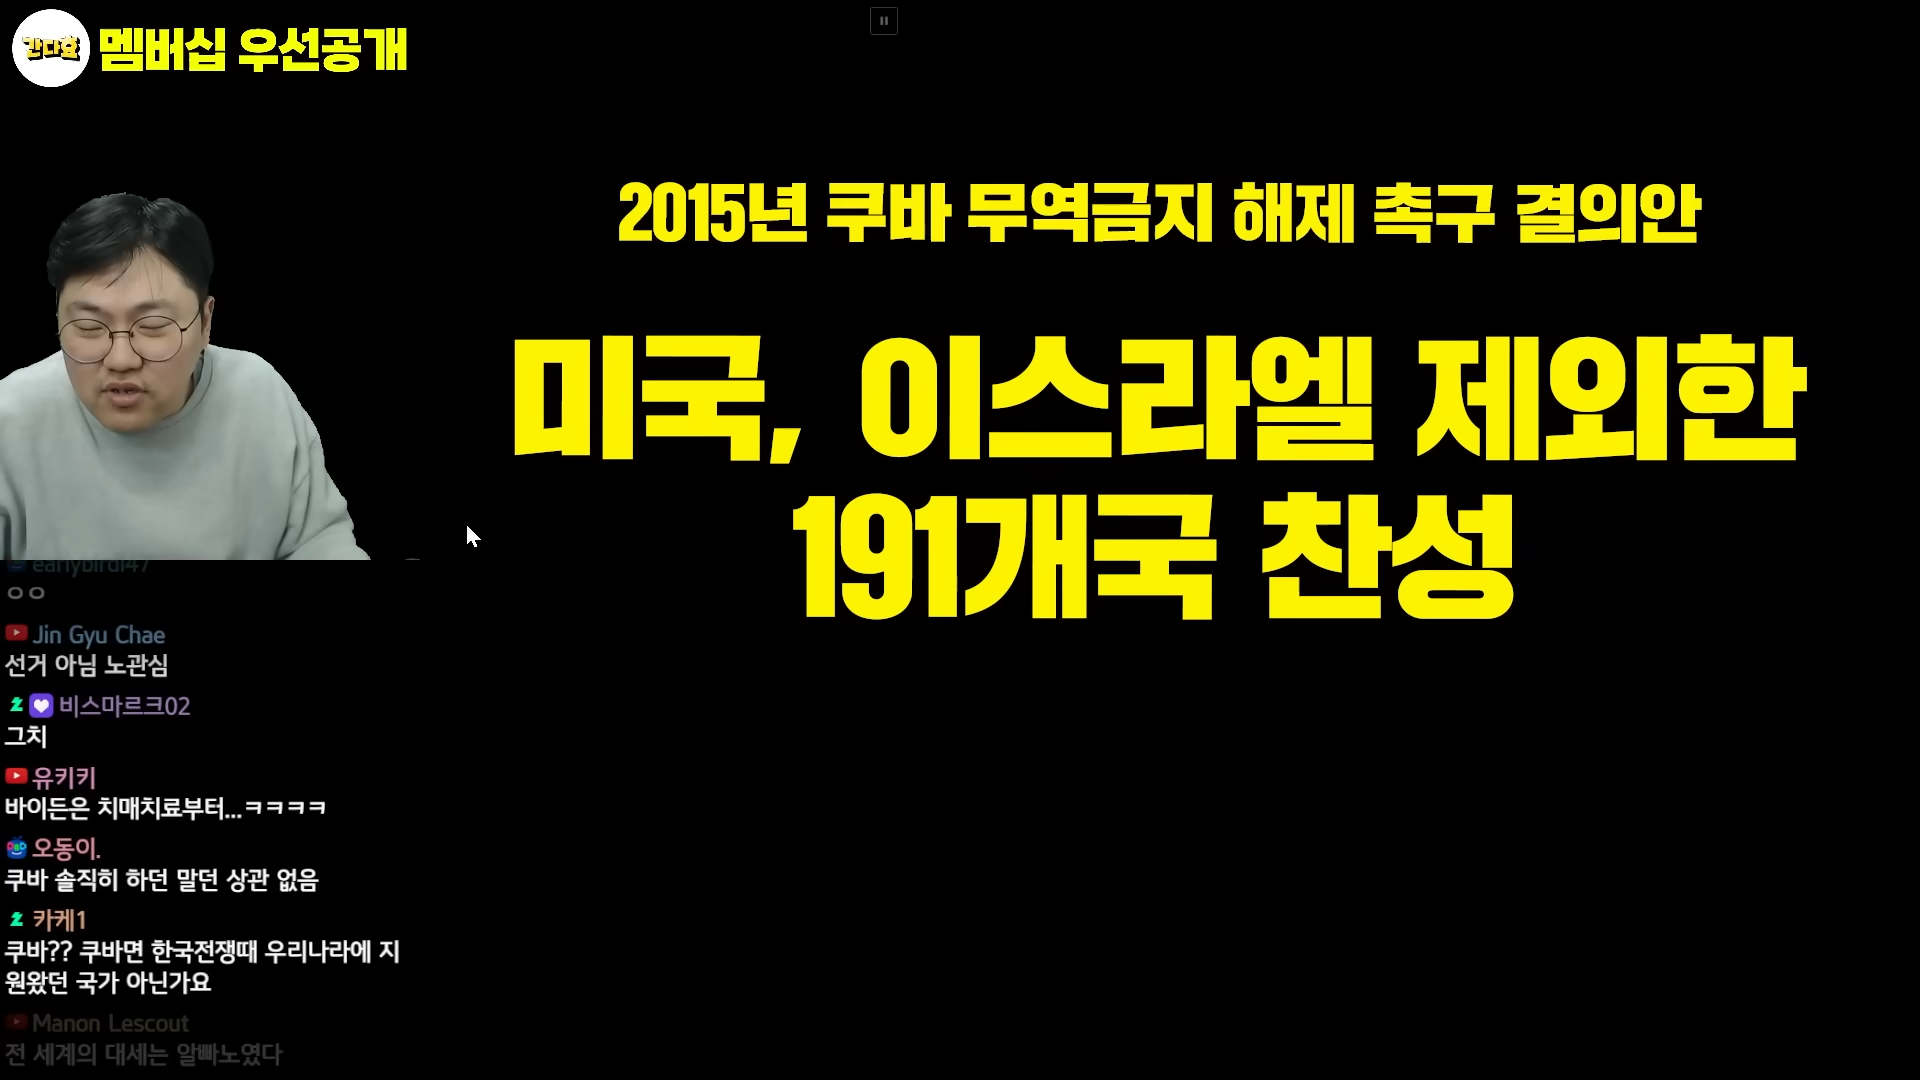 간다효 멤버십 우선공개
2015년 쿠바 무역금지 해제 촉구 결의안
미국, 이스라엘 제외한
191개국 찬성
earlybird147
ㅇㅇ
Jin Gyu Chae
선거 아님 노관심
비스마르크02
그치
유키키
바이든은 치매치료부터...ㅋㅋㅋㅋ
오동이.
쿠바 솔직히 하던 말던 상관 없음
카케1
쿠바?? 쿠바면 한국전쟁때 우리나라에 지
원왔던 국가 아닌가요
Manon Lescout
전 세계의 대세는 알빠노였다